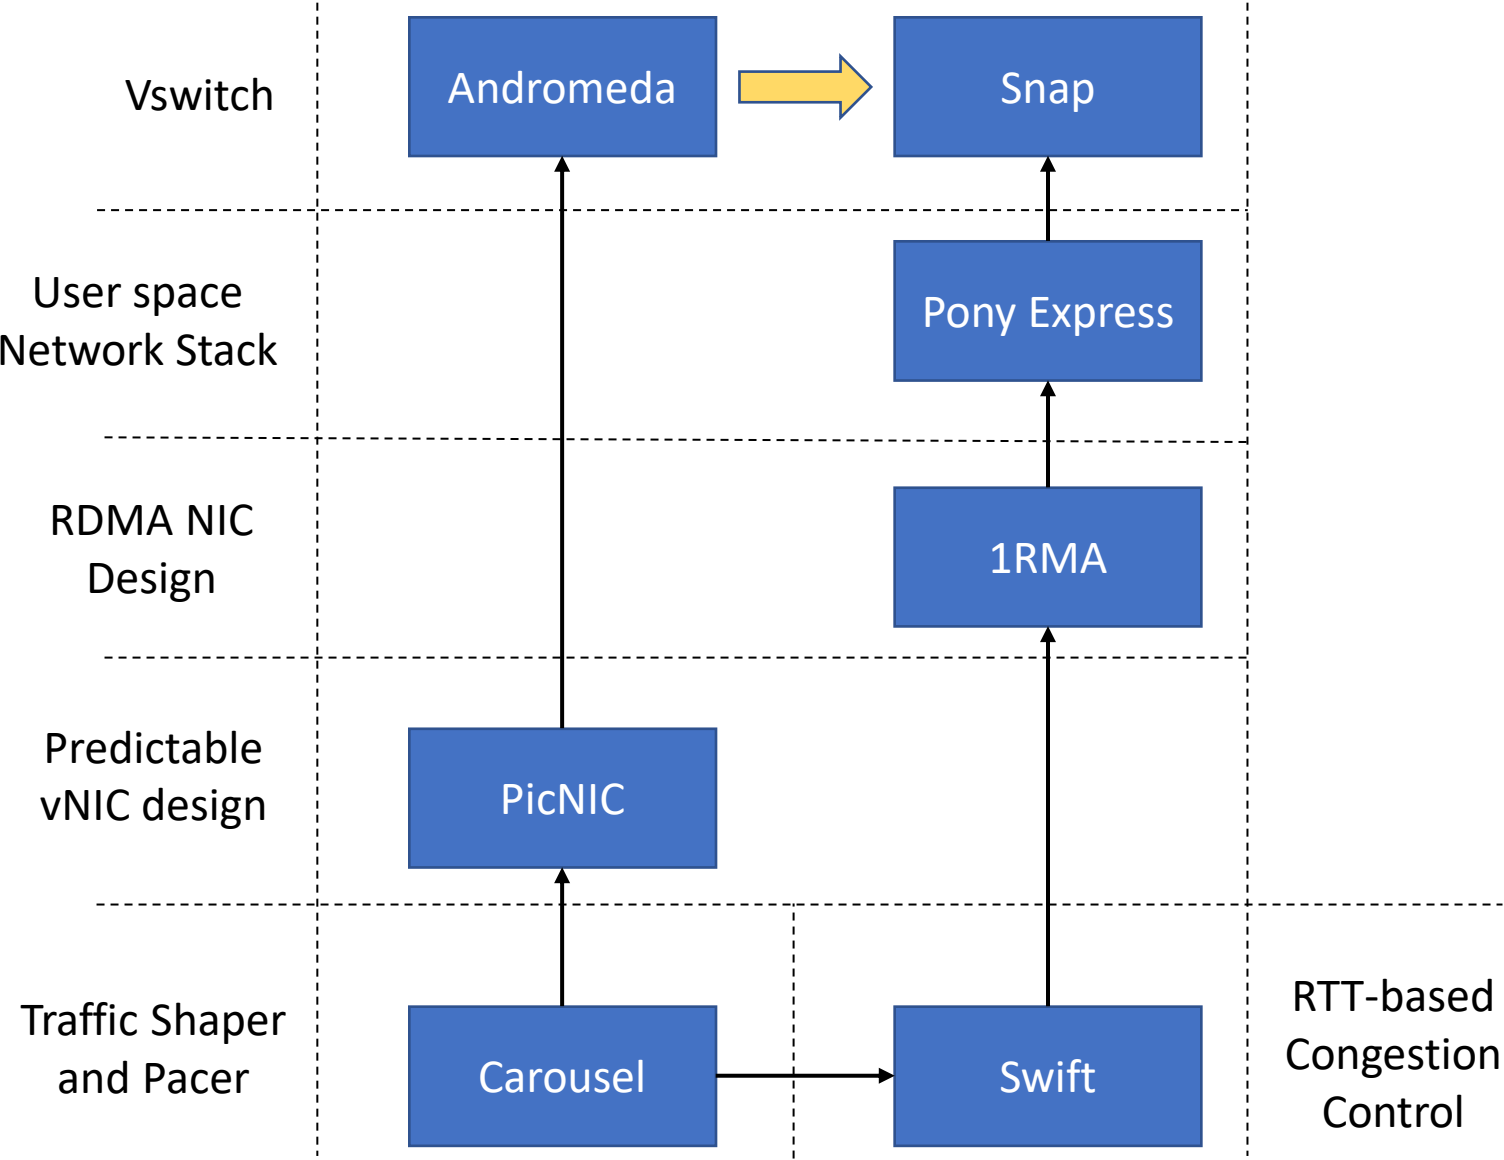 Vswitch
Andromeda
Snap
User space
Network Stack
Pony Express
RDMA NIC
Design
1RMA
Predictable
vNIC design
PicNIC
Traffic Shaper
and Pacer
Carousel
Swift
RTT-based
Congestion
Control